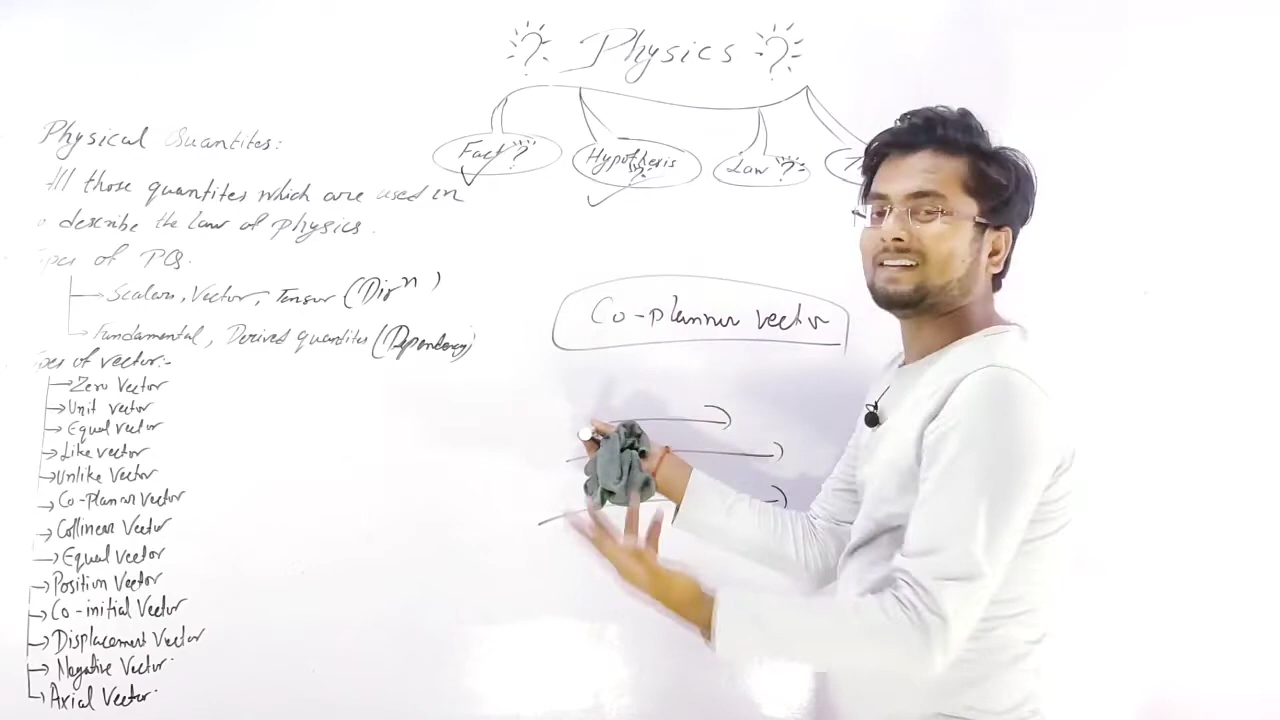 ? Physics ?
Fact?
Hypothesis ?
Law ?
Physical Quantites:
All those quantites which are used in
describe the Law of physics.
Types of PQ.
Scalars, Vector, Tensor (Dirⁿ)
Fundamental, Derived quantites (Dependency)
Types of vector:-
Zero Vector
Unit vector
Equal vector
Like vector
Unlike Vector
Co-planar Vector
Collinear Vector
Equal vector
Position Vector
Co-initial Vector
Displacement Vector
Negative Vector
Axial Vector
Co-planner vector